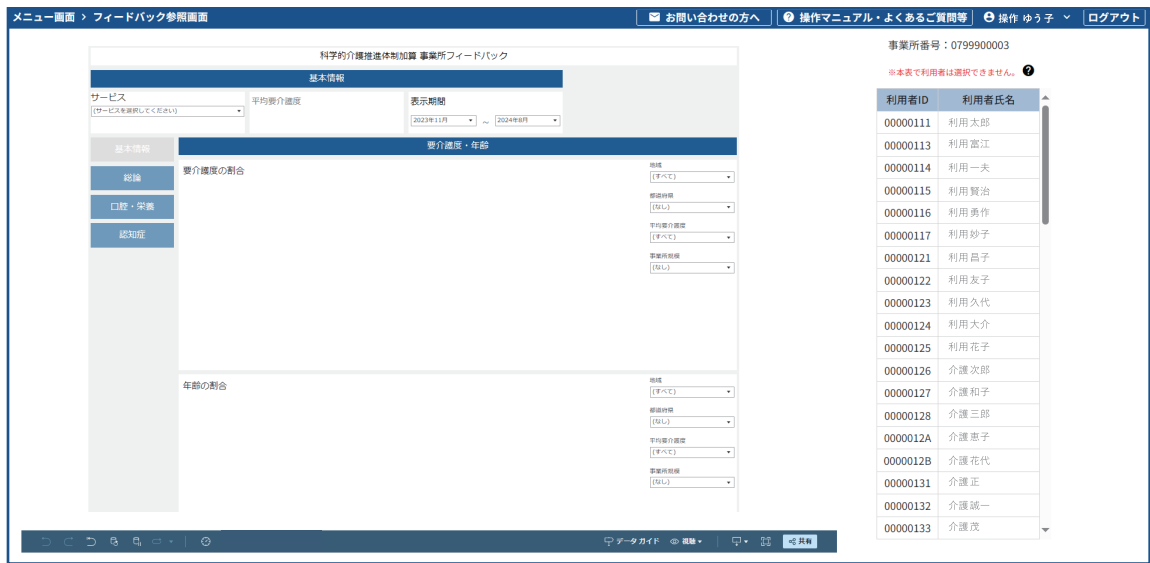 メニュー画面 > フィードバック参照画面
お問い合わせの方へ
操作マニュアル・よくあるご質問等
操作 ゆう子
ログアウト
科学的介護推進体制加算 事業所フィードバック
基本情報
サービス
(サービスを選択してください)
平均要介護度
表示期間
2023年11月 ～ 2024年8月
基本情報
総論
口腔・栄養
認知症
要介護度・年齢
要介護度の割合
地域
(すべて)
都道府県
(なし)
平均要介護度
(すべて)
事業所規模
(なし)
年齢の割合
地域
(すべて)
都道府県
(なし)
平均要介護度
(すべて)
事業所規模
(なし)
データ ガイド
視聴
共有
事業所番号：0799900003
※本表で利用者は選択できません。
利用者ID 利用者氏名
00000111 利用太郎
00000113 利用富江
00000114 利用一夫
00000115 利用賢治
00000116 利用勇作
00000117 利用妙子
00000121 利用昌子
00000122 利用友子
00000123 利用久代
00000124 利用大介
00000125 利用花子
00000126 介護次郎
00000127 介護和子
00000128 介護三郎
0000012A 介護恵子
0000012B 介護花代
00000131 介護正
00000132 介護誠一
00000133 介護茂